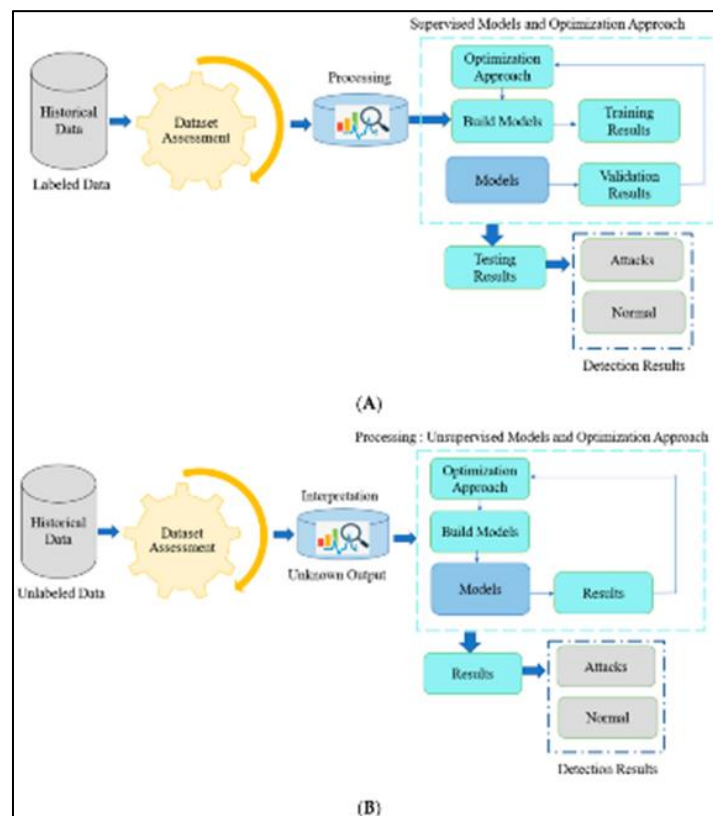 Supervised Models and Optimization Approach
Optimization
Approach
Processing
Historical
Data
Dataset
Assessment
Build Models
Training
Results
Models
Validation
Results
Labeled Data
Testing
Results
Attacks
Normal
Detection Results
(A)
Processing : Unsupervised Models and Optimization Approach
Optimization
Approach
Interpretation
Historical
Data
Dataset
Assessment
Build Models
Unknown Output
Unlabeled Data
Models
Results
Results
Attacks
Normal
Detection Results
(B)